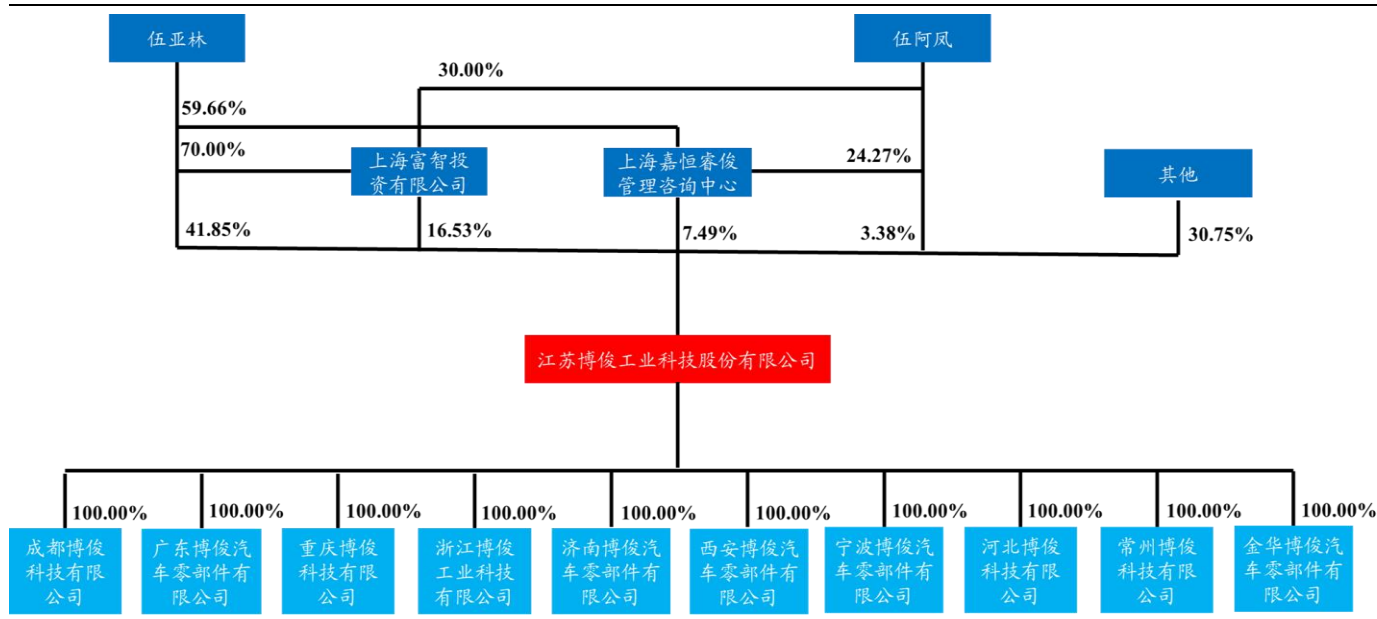 伍亚林
伍阿凤
30.00%
59.66%
70.00%
上海富智投
资有限公司
上海嘉恒睿俊
管理咨询中心
24.27%
其他
41.85%
16.53%
7.49%
3.38%
30.75%
江苏博俊工业科技股份有限公司
100.00%
100.00%
100.00%
100.00%
100.00%
100.00%
100.00%
100.00%
100.00%
100.00%
成都博俊
科技有限
公司
广东博俊汽
车零部件有
限公司
重庆博俊
科技有限
公司
浙江博俊
工业科技
有限公司
济南博俊汽
车零部件有
限公司
西安博俊汽
车零部件有
限公司
宁波博俊汽
车零部件有
限公司
河北博俊
科技有限
公司
常州博俊
科技有限
公司
金华博俊汽
车零部件有
限公司